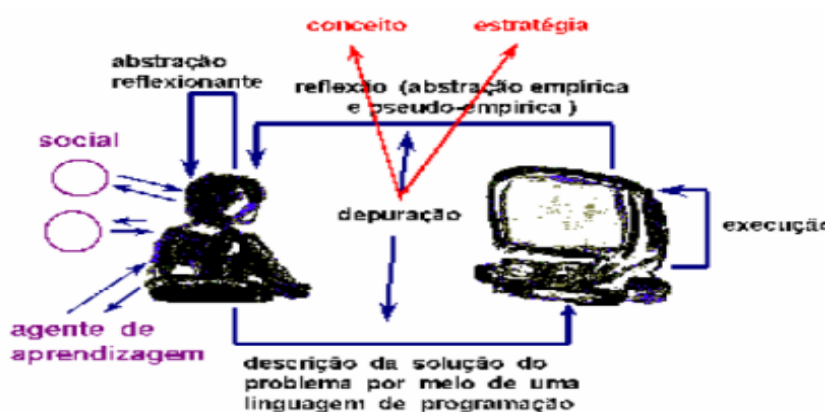 conceito
estratégia
abstração
reflexionante
reflexão (abstração empírica
e pseudo-empírica)
social
depuração
execução
agente de
aprendizagem
descrição da solução do
problema por meio de uma
linguagem de programação